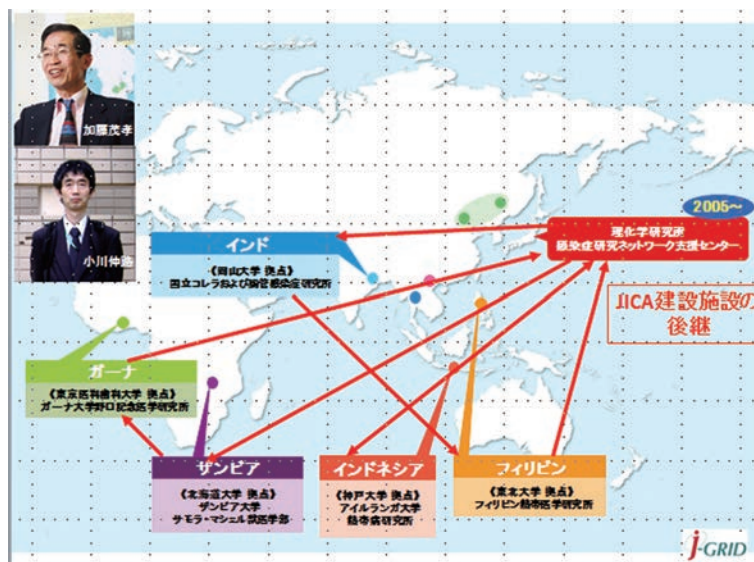 加藤茂孝
小川伸浩
2005～
理化学研究所
感染症研究ネットワーク支援センター
JICA建設施設の
後継
インド
《岡山大学 拠点》
国立コレラおよび腸管感染症研究所
ガーナ
《東京医科歯科大学 拠点》
ガーナ大学野口記念医学研究所
ザンビア
《北海道大学 拠点》
ザンビア大学
サモラ・マシェル獣医学部
インドネシア
《神戸大学 拠点》
アイルランガ大学
熱帯病研究所
フィリピン
《東北大学 拠点》
フィリピン熱帯医学研究所
j-GRID